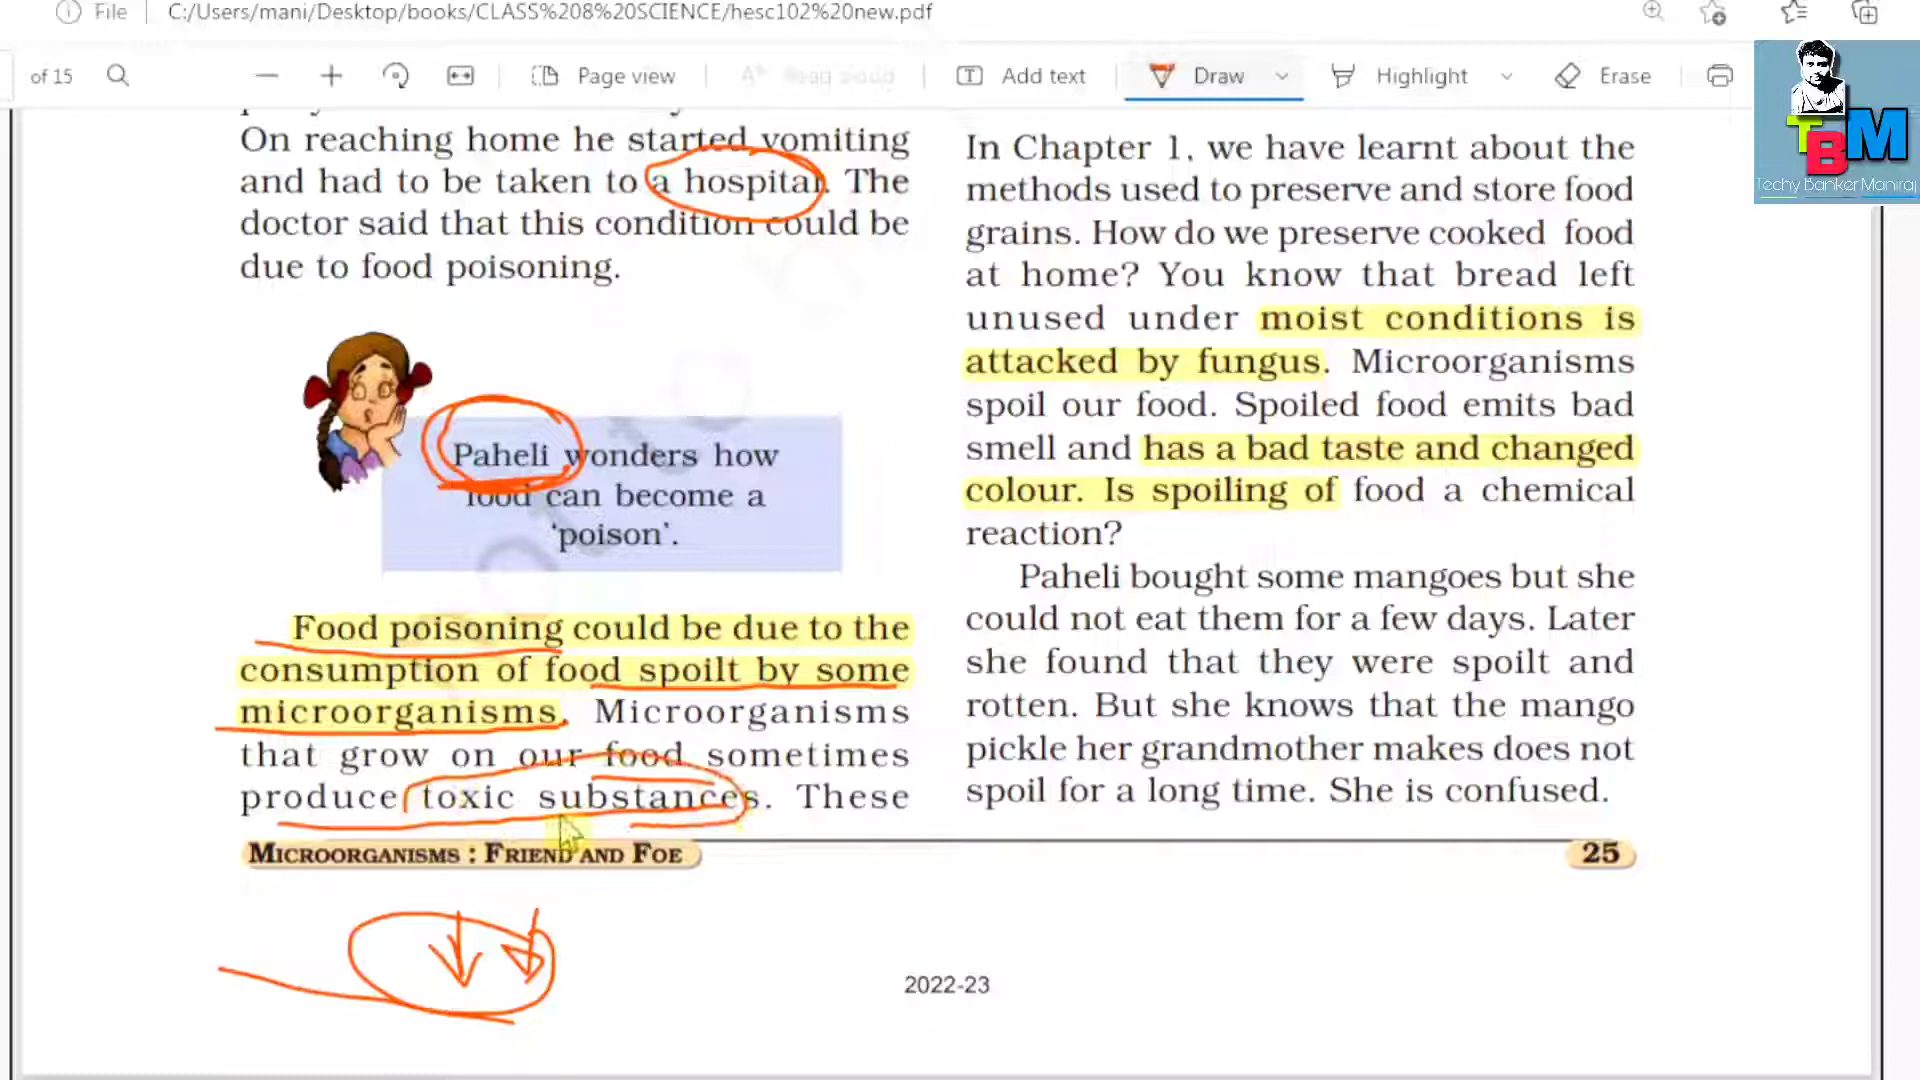 File C:/Users/mani/Desktop/books/CLASS%208%20SCIENCE/hesc102%20new.pdf
of 15 Page view Read aloud Add text Draw Highlight Erase
TBM
Techy Banker Maniraj
On reaching home he started vomiting
and had to be taken to a hospital. The
doctor said that this condition could be
due to food poisoning.
Paheli wonders how
food can become a
‘poison’.
Food poisoning could be due to the
consumption of food spoilt by some
microorganisms. Microorganisms
that grow on our food sometimes
produce toxic substances. These
In Chapter 1, we have learnt about the
methods used to preserve and store food
grains. How do we preserve cooked food
at home? You know that bread left
unused under moist conditions is
attacked by fungus. Microorganisms
spoil our food. Spoiled food emits bad
smell and has a bad taste and changed
colour. Is spoiling of food a chemical
reaction?
Paheli bought some mangoes but she
could not eat them for a few days. Later
she found that they were spoilt and
rotten. But she knows that the mango
pickle her grandmother makes does not
spoil for a long time. She is confused.
MICROORGANISMS : FRIEND AND FOE
25
2022-23